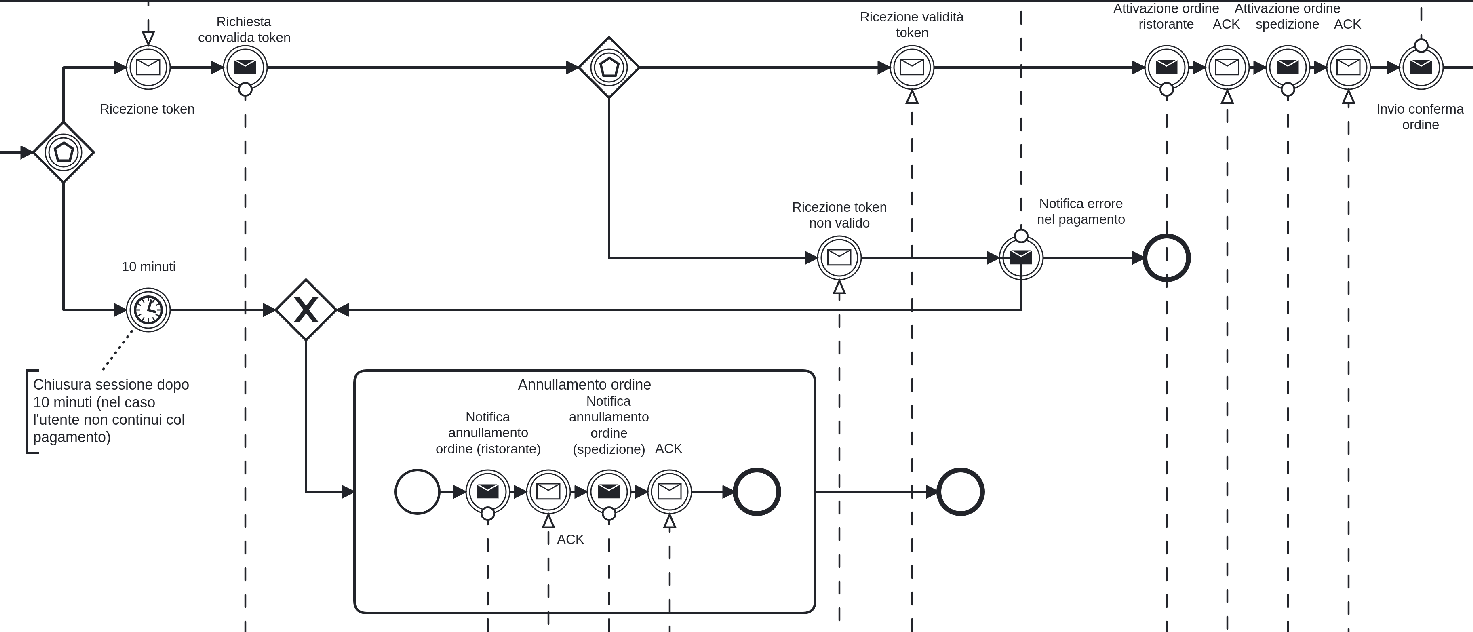 Richiesta
convalida token
Ricezione validità
token
Attivazione ordine
ristorante
ACK
Attivazione ordine
spedizione
ACK
Ricezione token
Invio conferma
ordine
Ricezione token
non valido
Notifica errore
nel pagamento
10 minuti
Chiusura sessione dopo
10 minuti (nel caso
l'utente non continui col
pagamento)
Annullamento ordine
Notifica
annullamento
ordine (ristorante)
Notifica
annullamento
ordine
(spedizione)
ACK
ACK